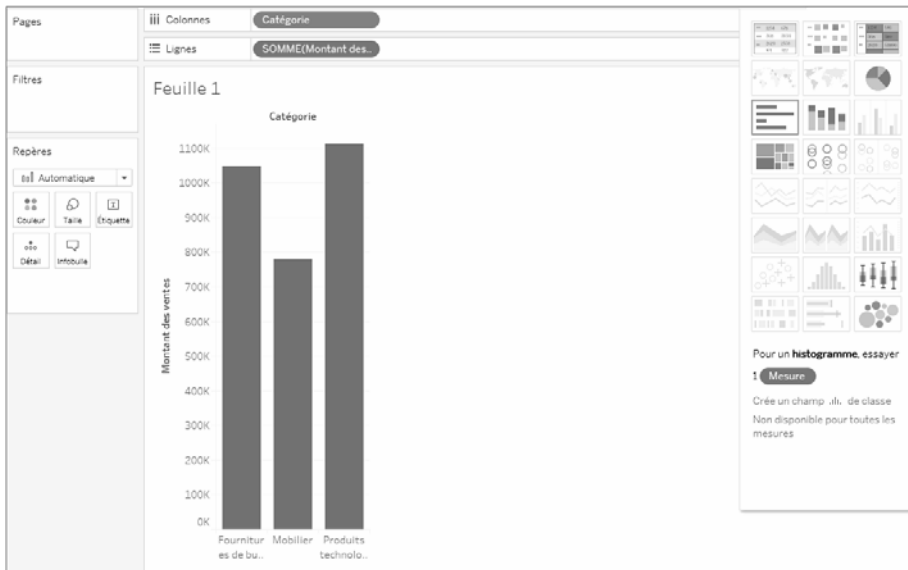 Pages
Colonnes
Catégorie
Lignes
SOMME(Montant des..
Filtres
Repères
Automatique
Couleur
Taille
Étiquette
Détail
Infobulle
Feuille 1
Catégorie
Montant des ventes
1100K
1000K
900K
800K
700K
600K
500K
400K
300K
200K
100K
0K
Fournitur
es de bu..
Mobilier
Produits
technolo..
Pour un histogramme, essayer
1 Mesure
Crée un champ de classe
Non disponible pour toutes les
mesures